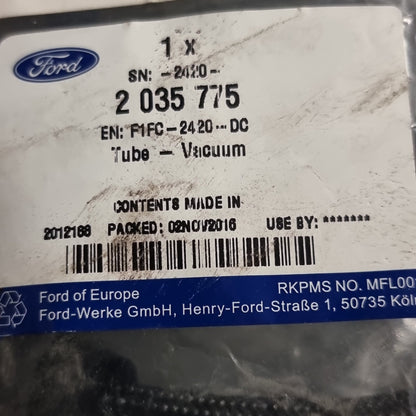 Ford
1 x
SN: -2420-
2 035 775
EN: F1FC-2420-DC
Tube - Vacuum
CONTENTS MADE IN
2012188 PACKED: 02NOV2016 USE BY: *******
Ford of Europe
RKPMS NO. MFL00
Ford-Werke GmbH, Henry-Ford-Straße 1, 50735 Köln